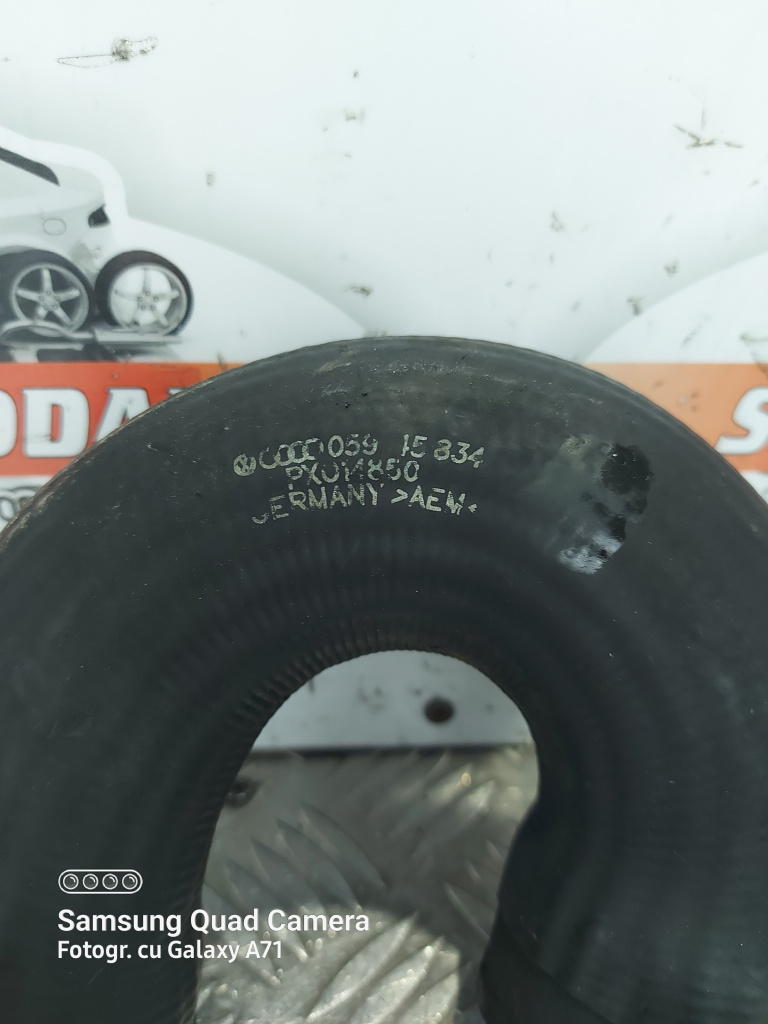 ODA
S
059 15 834
PX014850
GERMANY >AEM<
Samsung Quad Camera
Fotogr. cu Galaxy A71